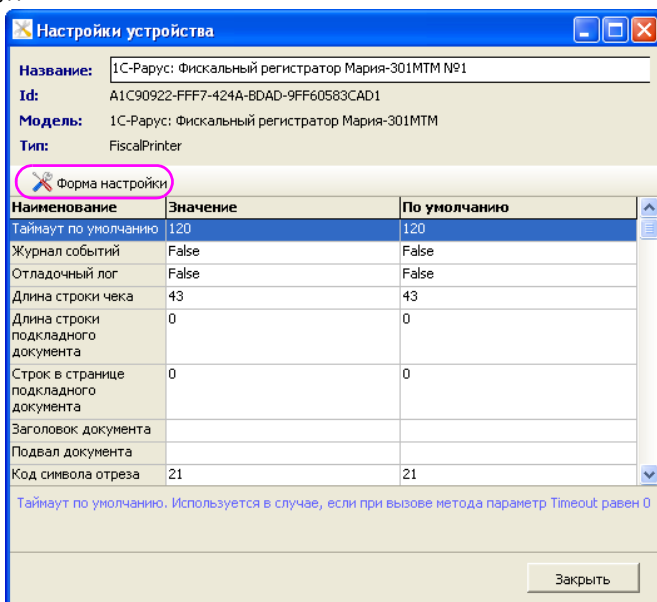 Настройки устройства
Название: 1С-Рарус: Фискальный регистратор Мария-301МТМ №1
Id: A1C90922-FFF7-424A-BDAD-9FF60583CAD1
Модель: 1С-Рарус: Фискальный регистратор Мария-301МТМ
Тип: FiscalPrinter
Форма настройки
Наименование Значение По умолчанию
Таймаут по умолчанию 120 120
Журнал событий False False
Отладочный лог False False
Длина строки чека 43 43
Длина строки 0 0
подкладного
документа
Строк в странице 0 0
подкладного
документа
Заголовок документа
Подвал документа
Код символа отреза 21 21
Таймаут по умолчанию. Используется в случае, если при вызове метода параметр Timeout равен 0
Закрыть